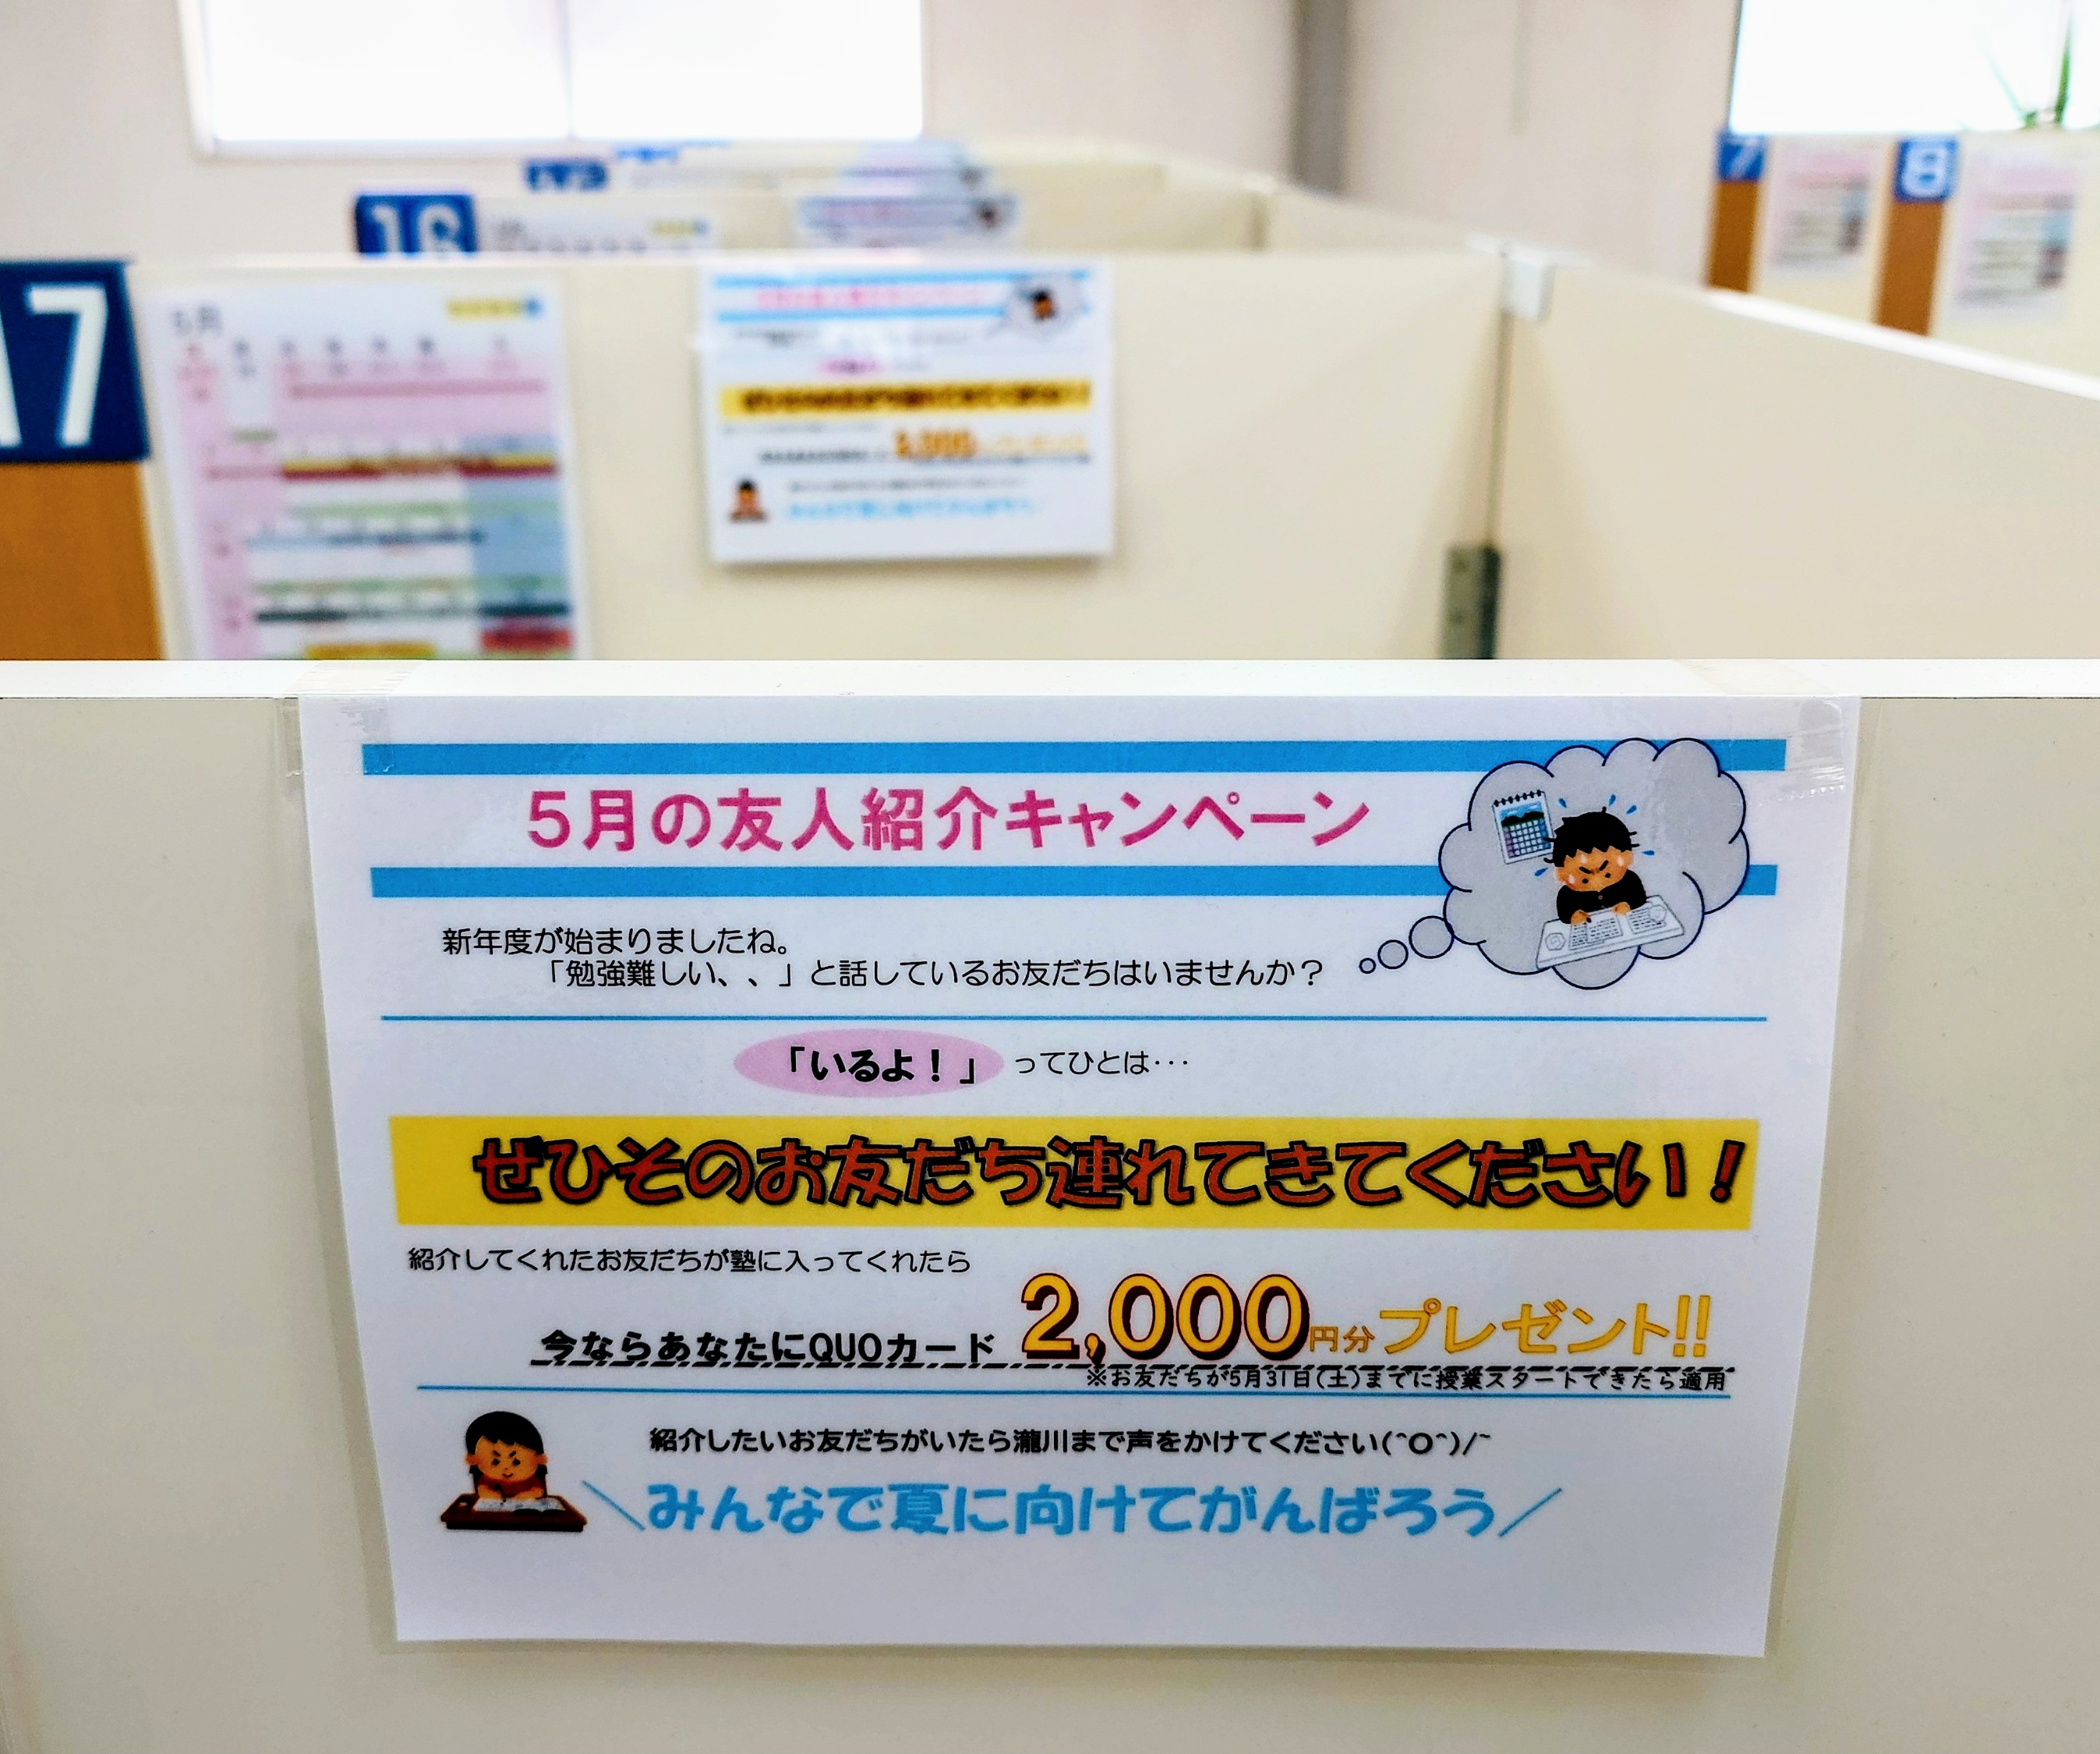 16
7
8
17
5月
5月の友人紹介キャンペーン
新年度が始まりましたね。
「勉強難しい、、」と話しているお友だちはいませんか？
「いるよ！」ってひとは･･･
ぜひそのお友だち連れてきてください！
紹介してくれたお友だちが塾に入ってくれたら
今ならあなたにQUOカード 2,000円分プレゼント!!
※お友だちが5月31日(土)までに授業スタートできたら適用
紹介したいお友だちがいたら瀧川まで声をかけてください(^O^)/~
＼みんなで夏に向けてがんばろう／